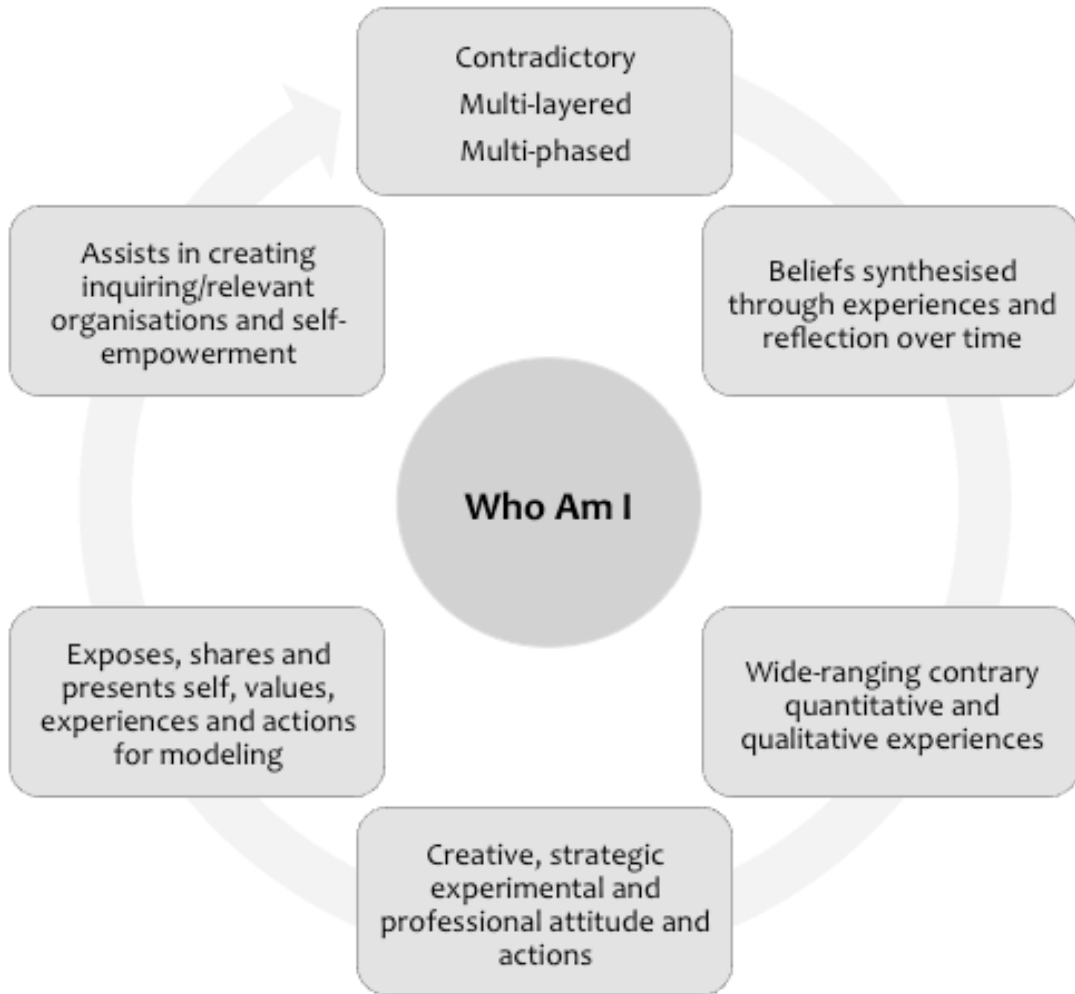 Contradictory
Multi-layered
Multi-phased
Beliefs synthesised
through experiences and
reflection over time
Wide-ranging contrary
quantitative and
qualitative experiences
Creative, strategic
experimental and
professional attitude and
actions
Exposes, shares and
presents self, values,
experiences and actions
for modeling
Assists in creating
inquiring/relevant
organisations and self-
empowerment
Who Am I